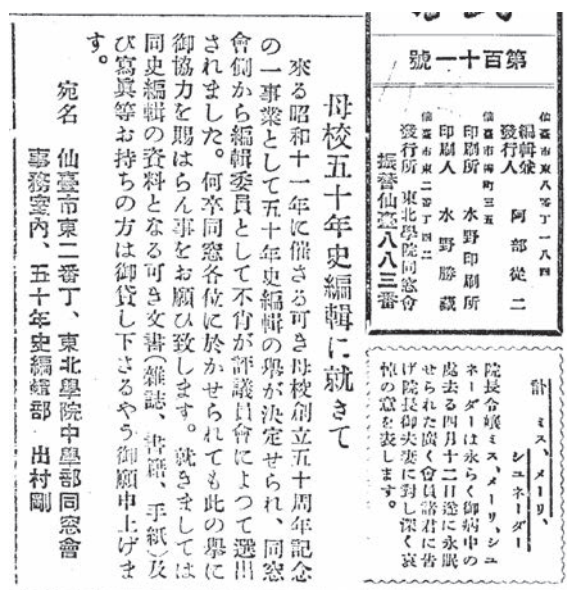 第百十一號
仙臺市東八番丁一八四
編輯兼
發行人 阿部從二
仙臺市南町三五
印刷所 水野印刷所
印刷人 水野勝藏
仙臺市東二番丁四二
發行所 東北學院同窓會
振替仙臺八八三番
訃 ミス、メーリ、
シユネーダー
院長令孃ミス、メーリ、シユ
ネーダーは永らく御病中の
處去る四月十二日遂に永眠
せられた廣く會員諸君に告
げ院長御夫妻に對し深く哀
悼の意を表します。
母校五十年史編輯に就きて
來る昭和十一年に催さる可き母校創立五十周年記念
の一事業として五十年史編輯の擧が決定せられ、同窓
會側から編輯委員として不肖が評議員會によつて選出
されました。何卒同窓各位に於かせられても此の擧に
御協力を賜はらん事をお願ひ致します。就きましては
同史編輯の資料となる可き文書(雜誌、書籍、手紙)及
び寫眞等お持ちの方は御貸し下さるやう御願申上げま
す。
宛名 仙臺市東二番丁、東北學院中學部同窓會
事務室内、五十年史編輯部 出村剛